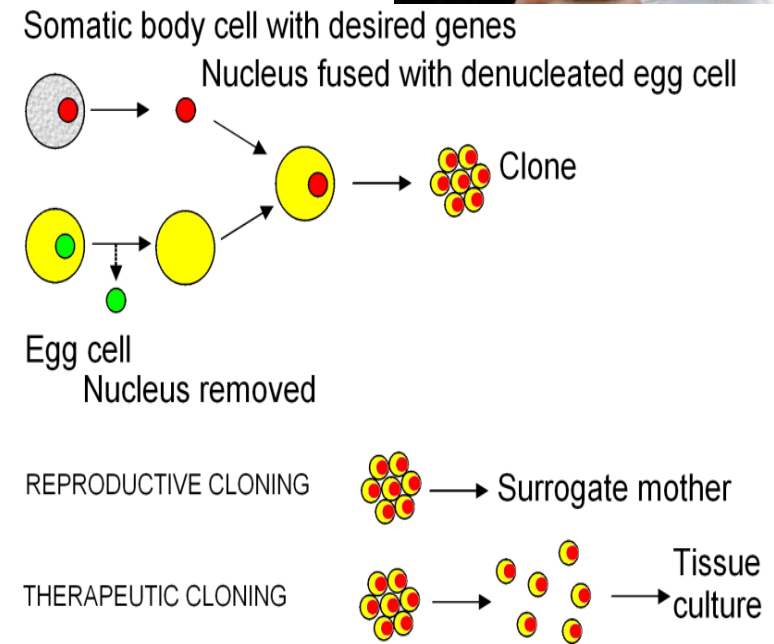 Somatic body cell with desired genes
Nucleus fused with denucleated egg cell
Clone
Egg cell
Nucleus removed
REPRODUCTIVE CLONING
Surrogate mother
THERAPEUTIC CLONING
Tissue
culture